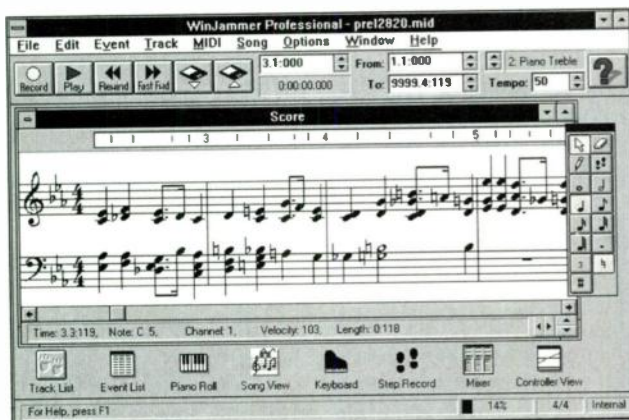 WinJammer Professional - prel2820.mid
File Edit Event Track MIDI Song Options Window Help
3.1:000 From: 1.1:000 2: Piano Treble
Record Play Rewind Fast Fwd 0:00:00.000 To: 9999.4:119 Tempo: 50
Score
3 4 5
Time: 3.3:119, Note: C 5, Channel: 1, Velocity: 103, Length: 0:118
Track List Event List Piano Roll Song View Keyboard Step Record Mixer Controller View
For Help, press F1 14% 4/4 Internal